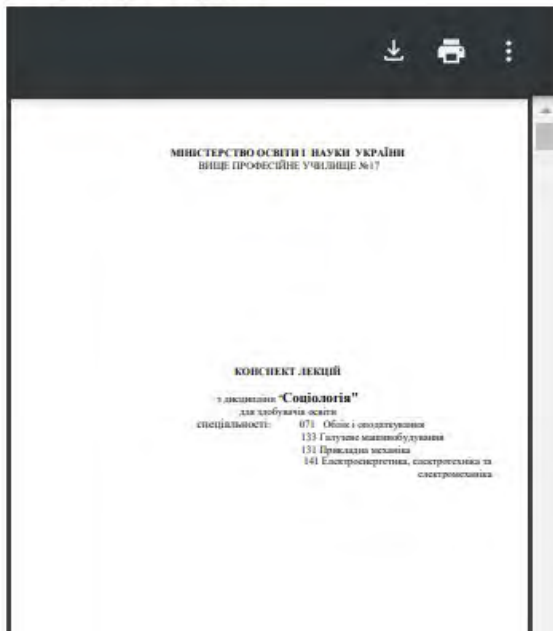 МІНІСТЕРСТВО ОСВІТИ І НАУКИ УКРАЇНИ
ВИЩЕ ПРОФЕСІЙНЕ УЧИЛИЩЕ №17
КОНСПЕКТ ЛЕКЦІЙ
з дисципліни "Соціологія"
для здобувачів освіти
спеціальності: 071 Облік і оподаткування
133 Галузеве машинобудування
131 Прикладна механіка
141 Електроенергетика, електротехніка та
електромеханіка